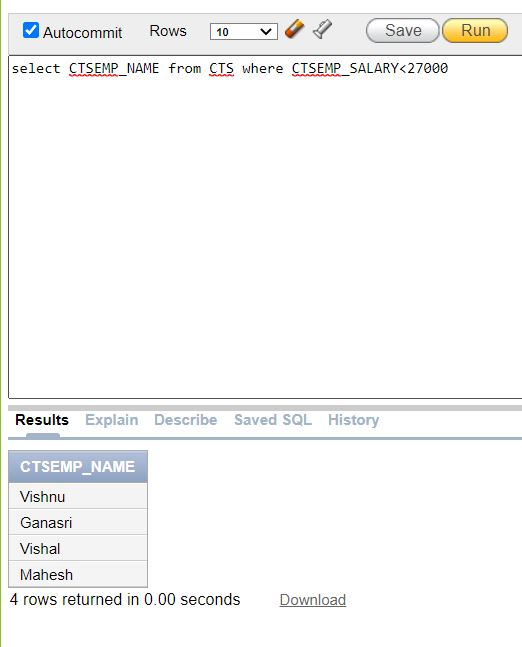 Autocommit Rows 10 Save Run
select CTSEMP_NAME from CTS where CTSEMP_SALARY<27000
Results Explain Describe Saved SQL History
CTSEMP_NAME
Vishnu
Ganasri
Vishal
Mahesh
4 rows returned in 0.00 seconds Download